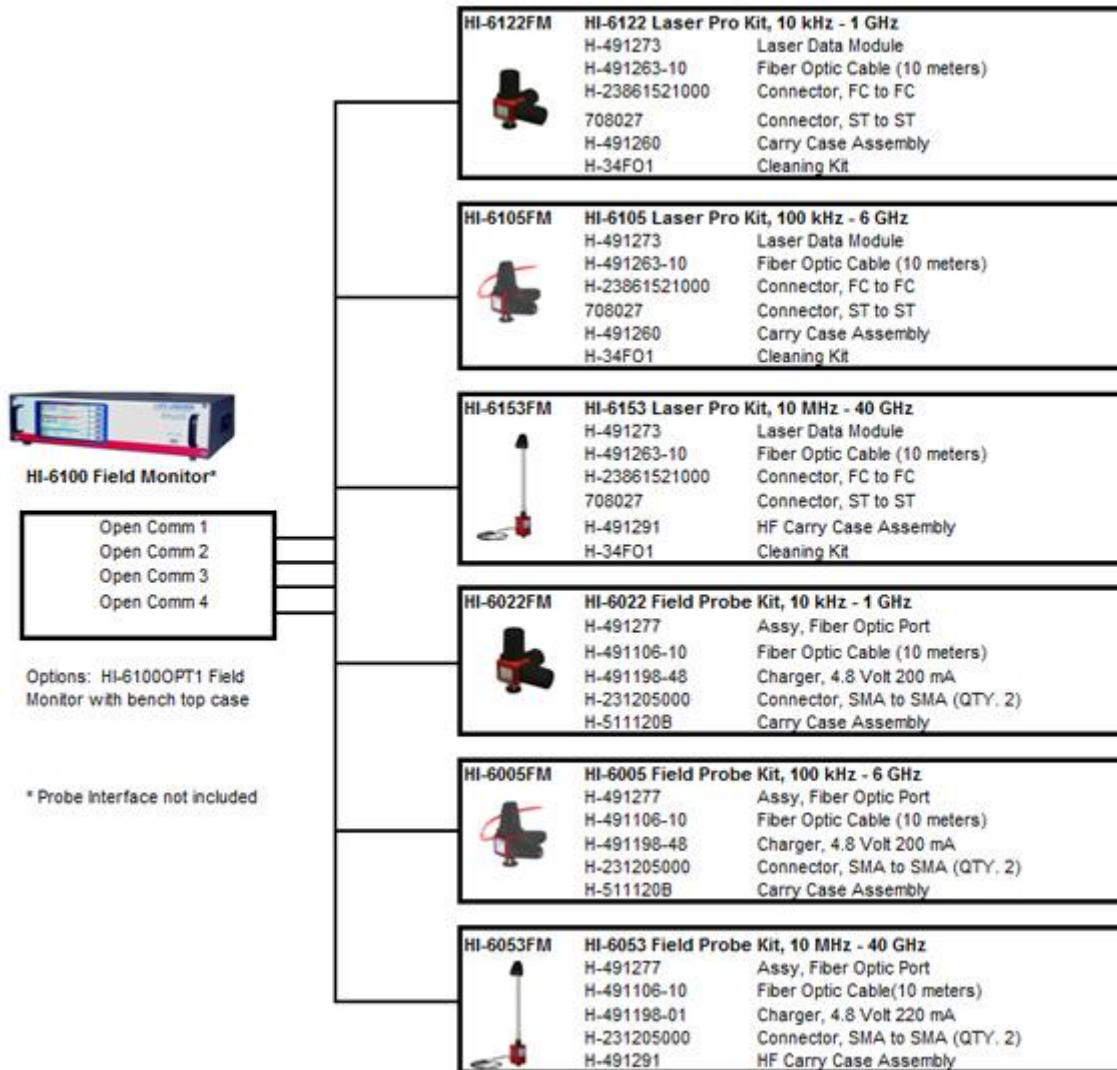 HI-6122FM HI-6122 Laser Pro Kit, 10 kHz - 1 GHz
H-491273 Laser Data Module
H-491263-10 Fiber Optic Cable (10 meters)
H-23861521000 Connector, FC to FC
708027 Connector, ST to ST
H-491260 Carry Case Assembly
H-34FO1 Cleaning Kit
HI-6105FM HI-6105 Laser Pro Kit, 100 kHz - 6 GHz
H-491273 Laser Data Module
H-491263-10 Fiber Optic Cable (10 meters)
H-23861521000 Connector, FC to FC
708027 Connector, ST to ST
H-491260 Carry Case Assembly
H-34FO1 Cleaning Kit
HI-6153FM HI-6153 Laser Pro Kit, 10 MHz - 40 GHz
H-491273 Laser Data Module
H-491263-10 Fiber Optic Cable (10 meters)
H-23861521000 Connector, FC to FC
708027 Connector, ST to ST
H-491291 HF Carry Case Assembly
H-34FO1 Cleaning Kit
HI-6100 Field Monitor*
Open Comm 1
Open Comm 2
Open Comm 3
Open Comm 4
Options: HI-6100OPT1 Field
Monitor with bench top case
* Probe Interface not included
HI-6022FM HI-6022 Field Probe Kit, 10 kHz - 1 GHz
H-491277 Assy, Fiber Optic Port
H-491106-10 Fiber Optic Cable (10 meters)
H-491198-48 Charger, 4.8 Volt 200 mA
H-231205000 Connector, SMA to SMA (QTY. 2)
H-511120B Carry Case Assembly
HI-6005FM HI-6005 Field Probe Kit, 100 kHz - 6 GHz
H-491277 Assy, Fiber Optic Port
H-491106-10 Fiber Optic Cable (10 meters)
H-491198-48 Charger, 4.8 Volt 200 mA
H-231205000 Connector, SMA to SMA (QTY. 2)
H-511120B Carry Case Assembly
HI-6053FM HI-6053 Field Probe Kit, 10 MHz - 40 GHz
H-491277 Assy, Fiber Optic Port
H-491106-10 Fiber Optic Cable(10 meters)
H-491198-01 Charger, 4.8 Volt 220 mA
H-231205000 Connector, SMA to SMA (QTY. 2)
H-491291 HF Carry Case Assembly